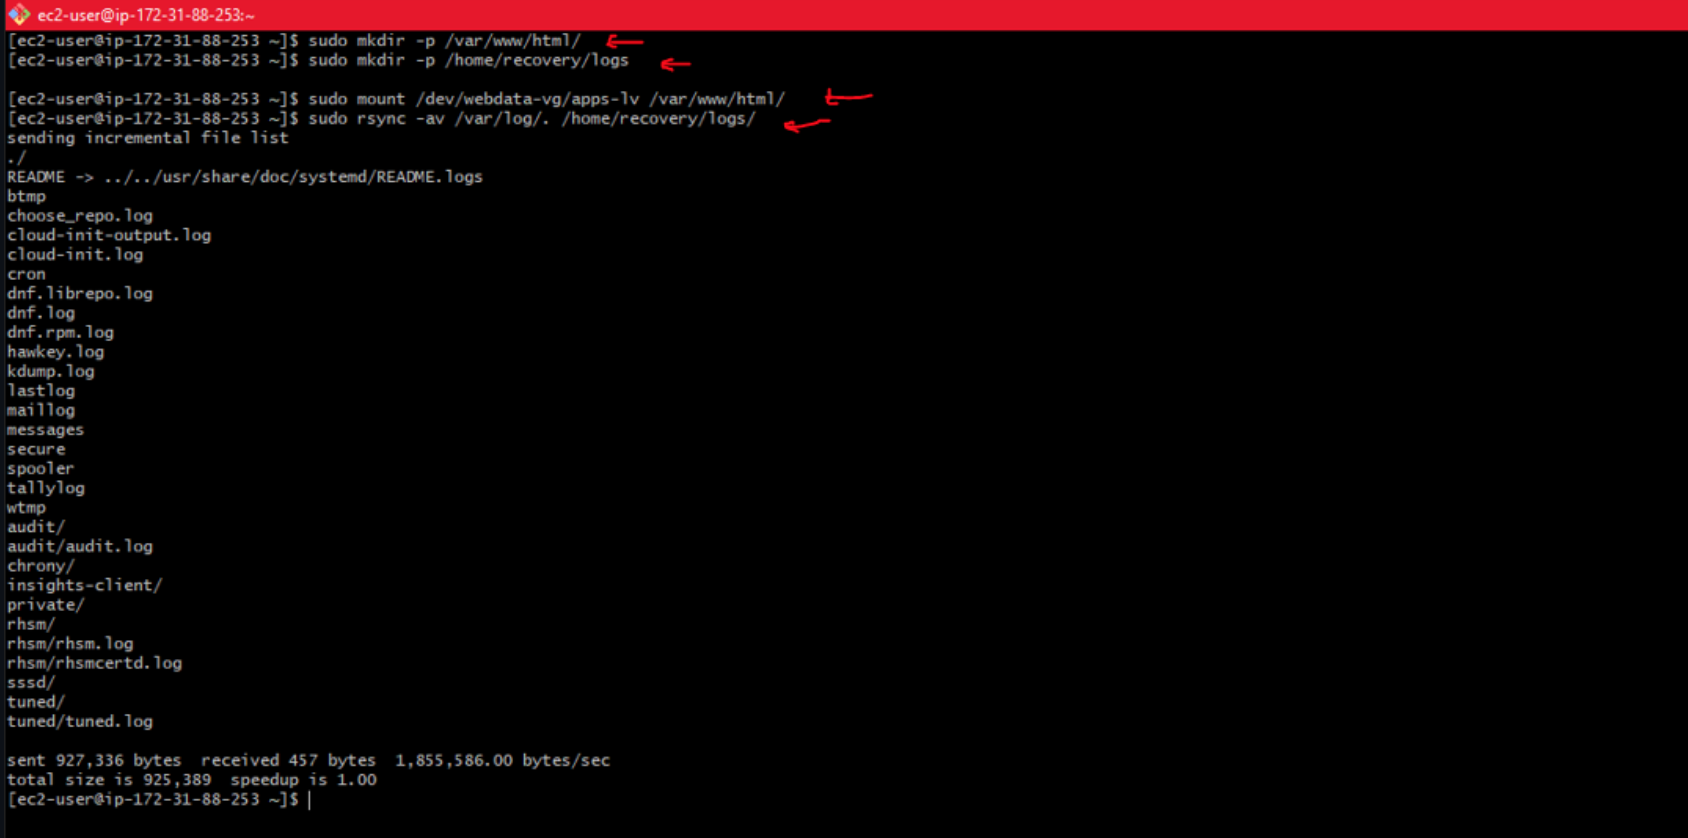 ec2-user@ip-172-31-88-253:~
[ec2-user@ip-172-31-88-253 ~]$ sudo mkdir -p /var/www/html/
[ec2-user@ip-172-31-88-253 ~]$ sudo mkdir -p /home/recovery/logs
[ec2-user@ip-172-31-88-253 ~]$ sudo mount /dev/webdata-vg/apps-lv /var/www/html/
[ec2-user@ip-172-31-88-253 ~]$ sudo rsync -av /var/log/. /home/recovery/logs/
sending incremental file list
./
README -> ../../usr/share/doc/systemd/README.logs
btmp
choose_repo.log
cloud-init-output.log
cloud-init.log
cron
dnf.librepo.log
dnf.log
dnf.rpm.log
hawkey.log
kdump.log
lastlog
maillog
messages
secure
spooler
tallylog
wtmp
audit/
audit/audit.log
chrony/
insights-client/
private/
rhsm/
rhsm/rhsm.log
rhsm/rhsmcertd.log
sssd/
tuned/
tuned/tuned.log
sent 927,336 bytes  received 457 bytes  1,855,586.00 bytes/sec
total size is 925,389  speedup is 1.00
[ec2-user@ip-172-31-88-253 ~]$